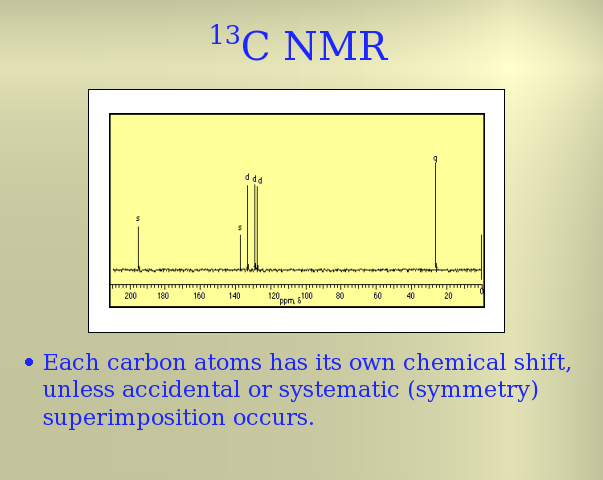 ¹³C NMR
q
d d d
s s
200 180 160 140 120 100 80 60 40 20 0
ppm, δ
• Each carbon atoms has its own chemical shift,
unless accidental or systematic (symmetry)
superimposition occurs.